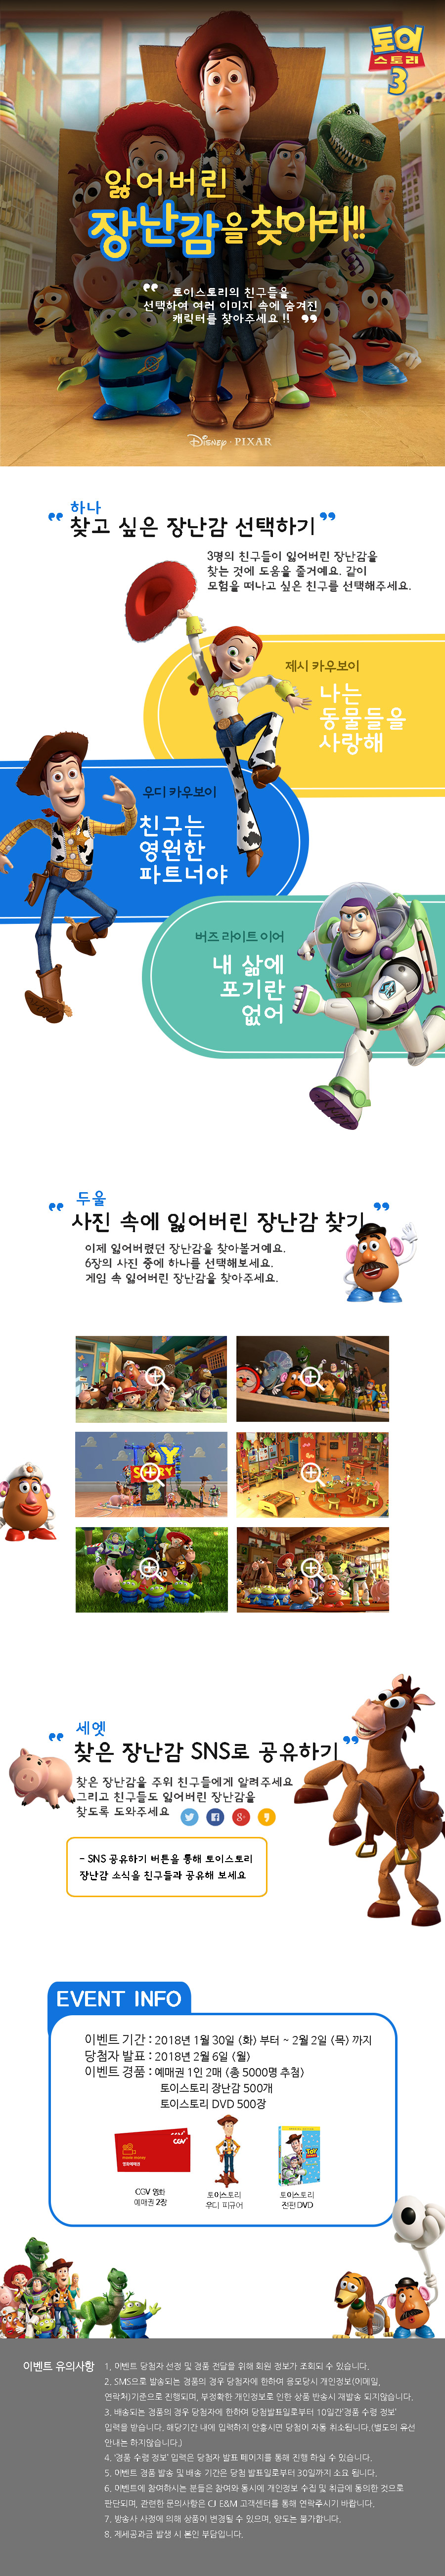 토이
스토리
3
잃어버린
장난감을 찾아래!!
토이스토리의 친구들을
선택하여 여러 이미지 속에 숨겨진
캐릭터를 찾아주세요 !!
Disney · PIXAR
하나
찾고 싶은 장난감 선택하기
3명의 친구들이 잃어버린 장난감을
찾는 것에 도움을 줄거예요. 같이
모험을 떠나고 싶은 친구를 선택해주세요.
제시 카우보이
나는
동물들을
사랑해
우디 카우보이
친구는
영원한
파트너야
버즈 라이트 이어
내 삶에
포기란
없어
두울
사진 속에 잃어버린 장난감 찾기
이제 잃어버렸던 장난감을 찾아볼거예요.
6장의 사진 중에 하나를 선택해보세요.
게임 속 잃어버린 장난감을 찾아주세요.
세엣
찾은 장난감 SNS로 공유하기
찾은 장난감을 주위 친구들에게 알려주세요
그리고 친구들도 잃어버린 장난감을
찾도록 도와주세요
- SNS 공유하기 버튼을 통해 토이스토리
장난감 소식을 친구들과 공유해 보세요
EVENT INFO
이벤트 기간 : 2018년 1월 30일 <화> 부터 ~ 2월 2일 <목> 까지
당첨자 발표 : 2018년 2월 6일 <월>
이벤트 경품 : 예매권 1인 2매 <총 5000명 추첨>
토이스토리 장난감 500개
토이스토리 DVD 500장
CGV
CGV 영화
예매권 2장
토이스토리
우디 피규어
토이스토리
전편 DVD
이벤트 유의사항
1. 이벤트 당첨자 선정 및 경품 전달을 위해 회원 정보가 조회되 수 있습니다.
2. SMS으로 발송되는 경품의 경우 당첨자에 한하여 응모당시 개인정보(이메일,
연락처)기준으로 진행되며, 부정확한 개인정보로 인한 상품 반송시 재발송 되지않습니다.
3. 배송되는 경품의 경우 당첨자에 한하여 당첨발표일로부터 10일간'경품 수령 정보'
입력을 받습니다. 해당기간 내에 입력하지 안흘시면 당첨이 자동 취소됩니다.(별도의 유선
안내는 하지않습니다.)
4. '경품 수령 정보' 입력은 당첨자 발표 페이지를 통해 진행 하실 수 있습니다.
5. 이벤트 경품 발송 및 배송 기간은 당첨 발표일로부터 30일까지 소요 됩니다.
6. 이벤트에 참여하시는 분들은 참여와 동시에 개인정보 수집 및 취급에 동의한 것으로
판단되며, 관련한 문의사항은 CJ E&M 고객센터를 통해 연락주시기 바랍니다.
7. 방송사 사정에 의해 상품이 변경될 수 있으며, 양도는 불가합니다.
8. 제세공과금 발생 시 본인 부담입니다.